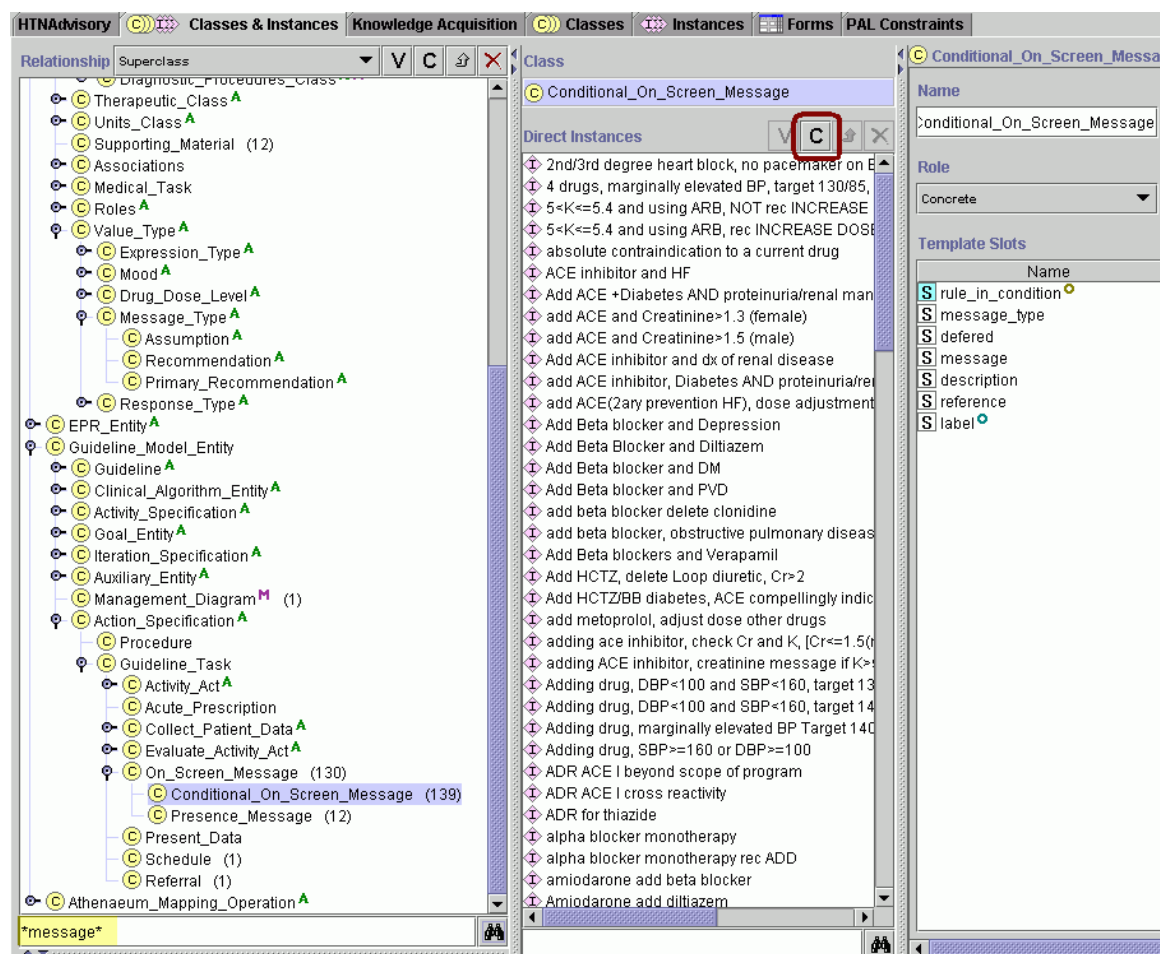 HTNAdvisory Classes & Instances Knowledge Acquisition Classes Instances Forms PAL Constraints
Relationship Superclass V C
Diagnostic_Procedures_Class
Therapeutic_Class A
Units_Class A
Supporting_Material (12)
Associations
Medical_Task
Roles A
Value_Type A
Expression_Type A
Mood A
Drug_Dose_Level A
Message_Type A
Assumption A
Recommendation A
Primary_Recommendation A
Response_Type A
EPR_Entity A
Guideline_Model_Entity
Guideline A
Clinical_Algorithm_Entity A
Activity_Specification A
Goal_Entity A
Iteration_Specification A
Auxiliary_Entity A
Management_Diagram M (1)
Action_Specification A
Procedure
Guideline_Task
Activity_Act A
Acute_Prescription
Collect_Patient_Data A
Evaluate_Activity_Act A
On_Screen_Message (130)
Conditional_On_Screen_Message (139)
Presence_Message (12)
Present_Data
Schedule (1)
Referral (1)
Athenaeum_Mapping_Operation A
*message*
Class
C Conditional_On_Screen_Message
Direct Instances V C
2nd/3rd degree heart block, no pacemaker on E
4 drugs, marginally elevated BP, target 130/85,
5<K<=5.4 and using ARB, NOT rec INCREASE
5<K<=5.4 and using ARB, rec INCREASE DOSE
absolute contraindication to a current drug
ACE inhibitor and HF
Add ACE +Diabetes AND proteinuria/renal man
add ACE and Creatinine>1.3 (female)
add ACE and Creatinine>1.5 (male)
Add ACE inhibitor and dx of renal disease
add ACE inhibitor, Diabetes AND proteinuria/re
add ACE(2ary prevention HF), dose adjustment
Add Beta blocker and Depression
Add Beta Blocker and Diltiazem
Add Beta blocker and DM
Add Beta blocker and PVD
add beta blocker delete clonidine
add beta blocker, obstructive pulmonary diseas
Add Beta blockers and Verapamil
Add HCTZ, delete Loop diuretic, Cr>2
Add HCTZ/BB diabetes, ACE compellingly indic
add metoprolol, adjust dose other drugs
adding ace inhibitor, check Cr and K, [Cr<=1.5(
adding ACE inhibitor, creatinine message if K>
Adding drug, DBP<100 and SBP<160, target 13
Adding drug, DBP<100 and SBP<160, target 14
Adding drug, marginally elevated BP Target 140
Adding drug, SBP>=160 or DBP>=100
ADR ACE I beyond scope of program
ADR ACE I cross reactivity
ADR for thiazide
alpha blocker monotherapy
alpha blocker monotherapy rec ADD
amiodarone add beta blocker
Amiodarone add diltiazem
C Conditional_On_Screen_Messa
Name
Conditional_On_Screen_Message
Role
Concrete
Template Slots
Name
S rule_in_condition
S message_type
S defered
S message
S description
S reference
S label